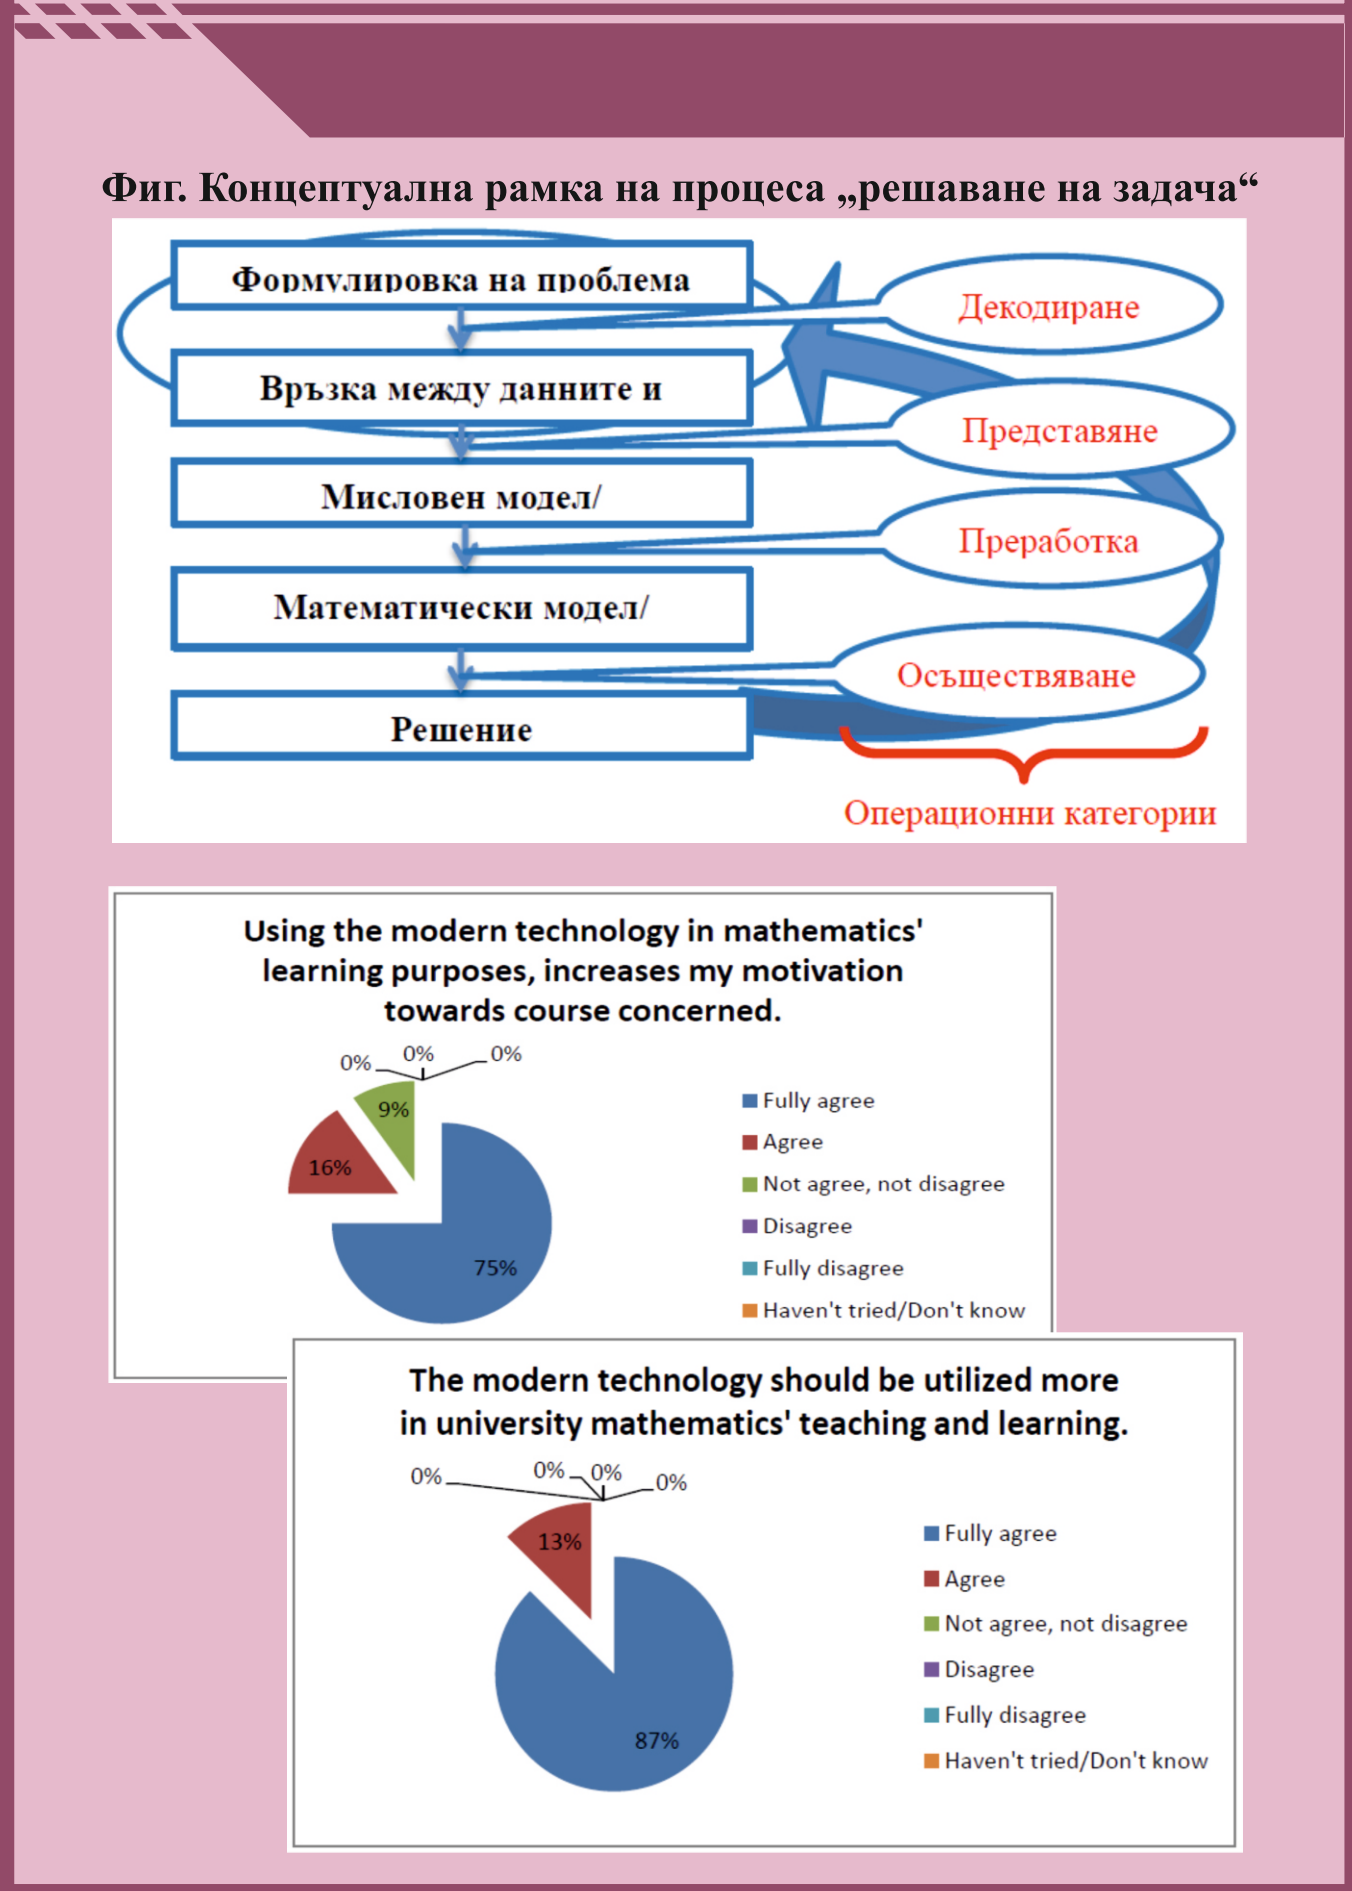 Фиг. Концептуална рамка на процеса „решаване на задача“
Формулировка на проблема
Връзка между данните и
Мисловен модел/
Математически модел/
Решение
Декодиране
Представяне
Преработка
Осъществяване
Операционни категории
Using the modern technology in mathematics'
learning purposes, increases my motivation
towards course concerned.
0%
0%
0%
9%
16%
75%
Fully agree
Agree
Not agree, not disagree
Disagree
Fully disagree
Haven't tried/Don't know
The modern technology should be utilized more
in university mathematics' teaching and learning.
0%
0%
0%
0%
13%
87%
Fully agree
Agree
Not agree, not disagree
Disagree
Fully disagree
Haven't tried/Don't know